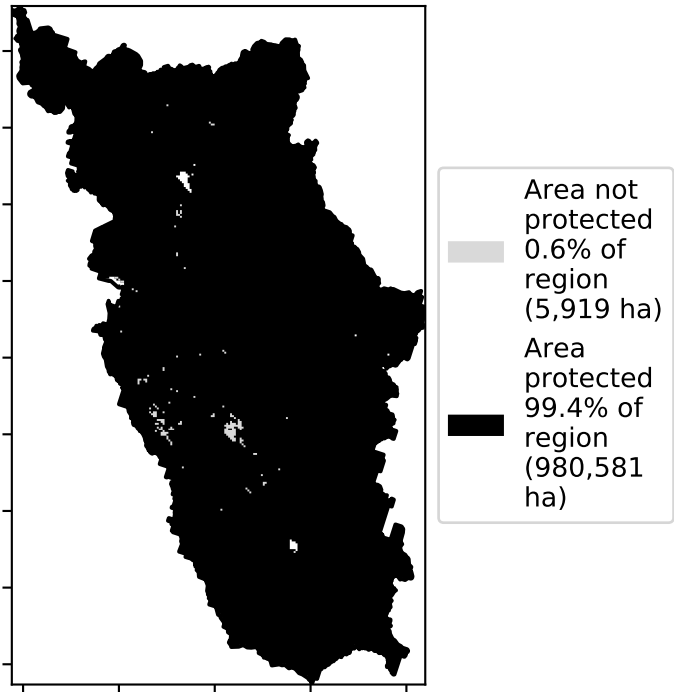 Area not
protected
0.6% of
region
(5,919 ha)
Area
protected
99.4% of
region
(980,581
ha)